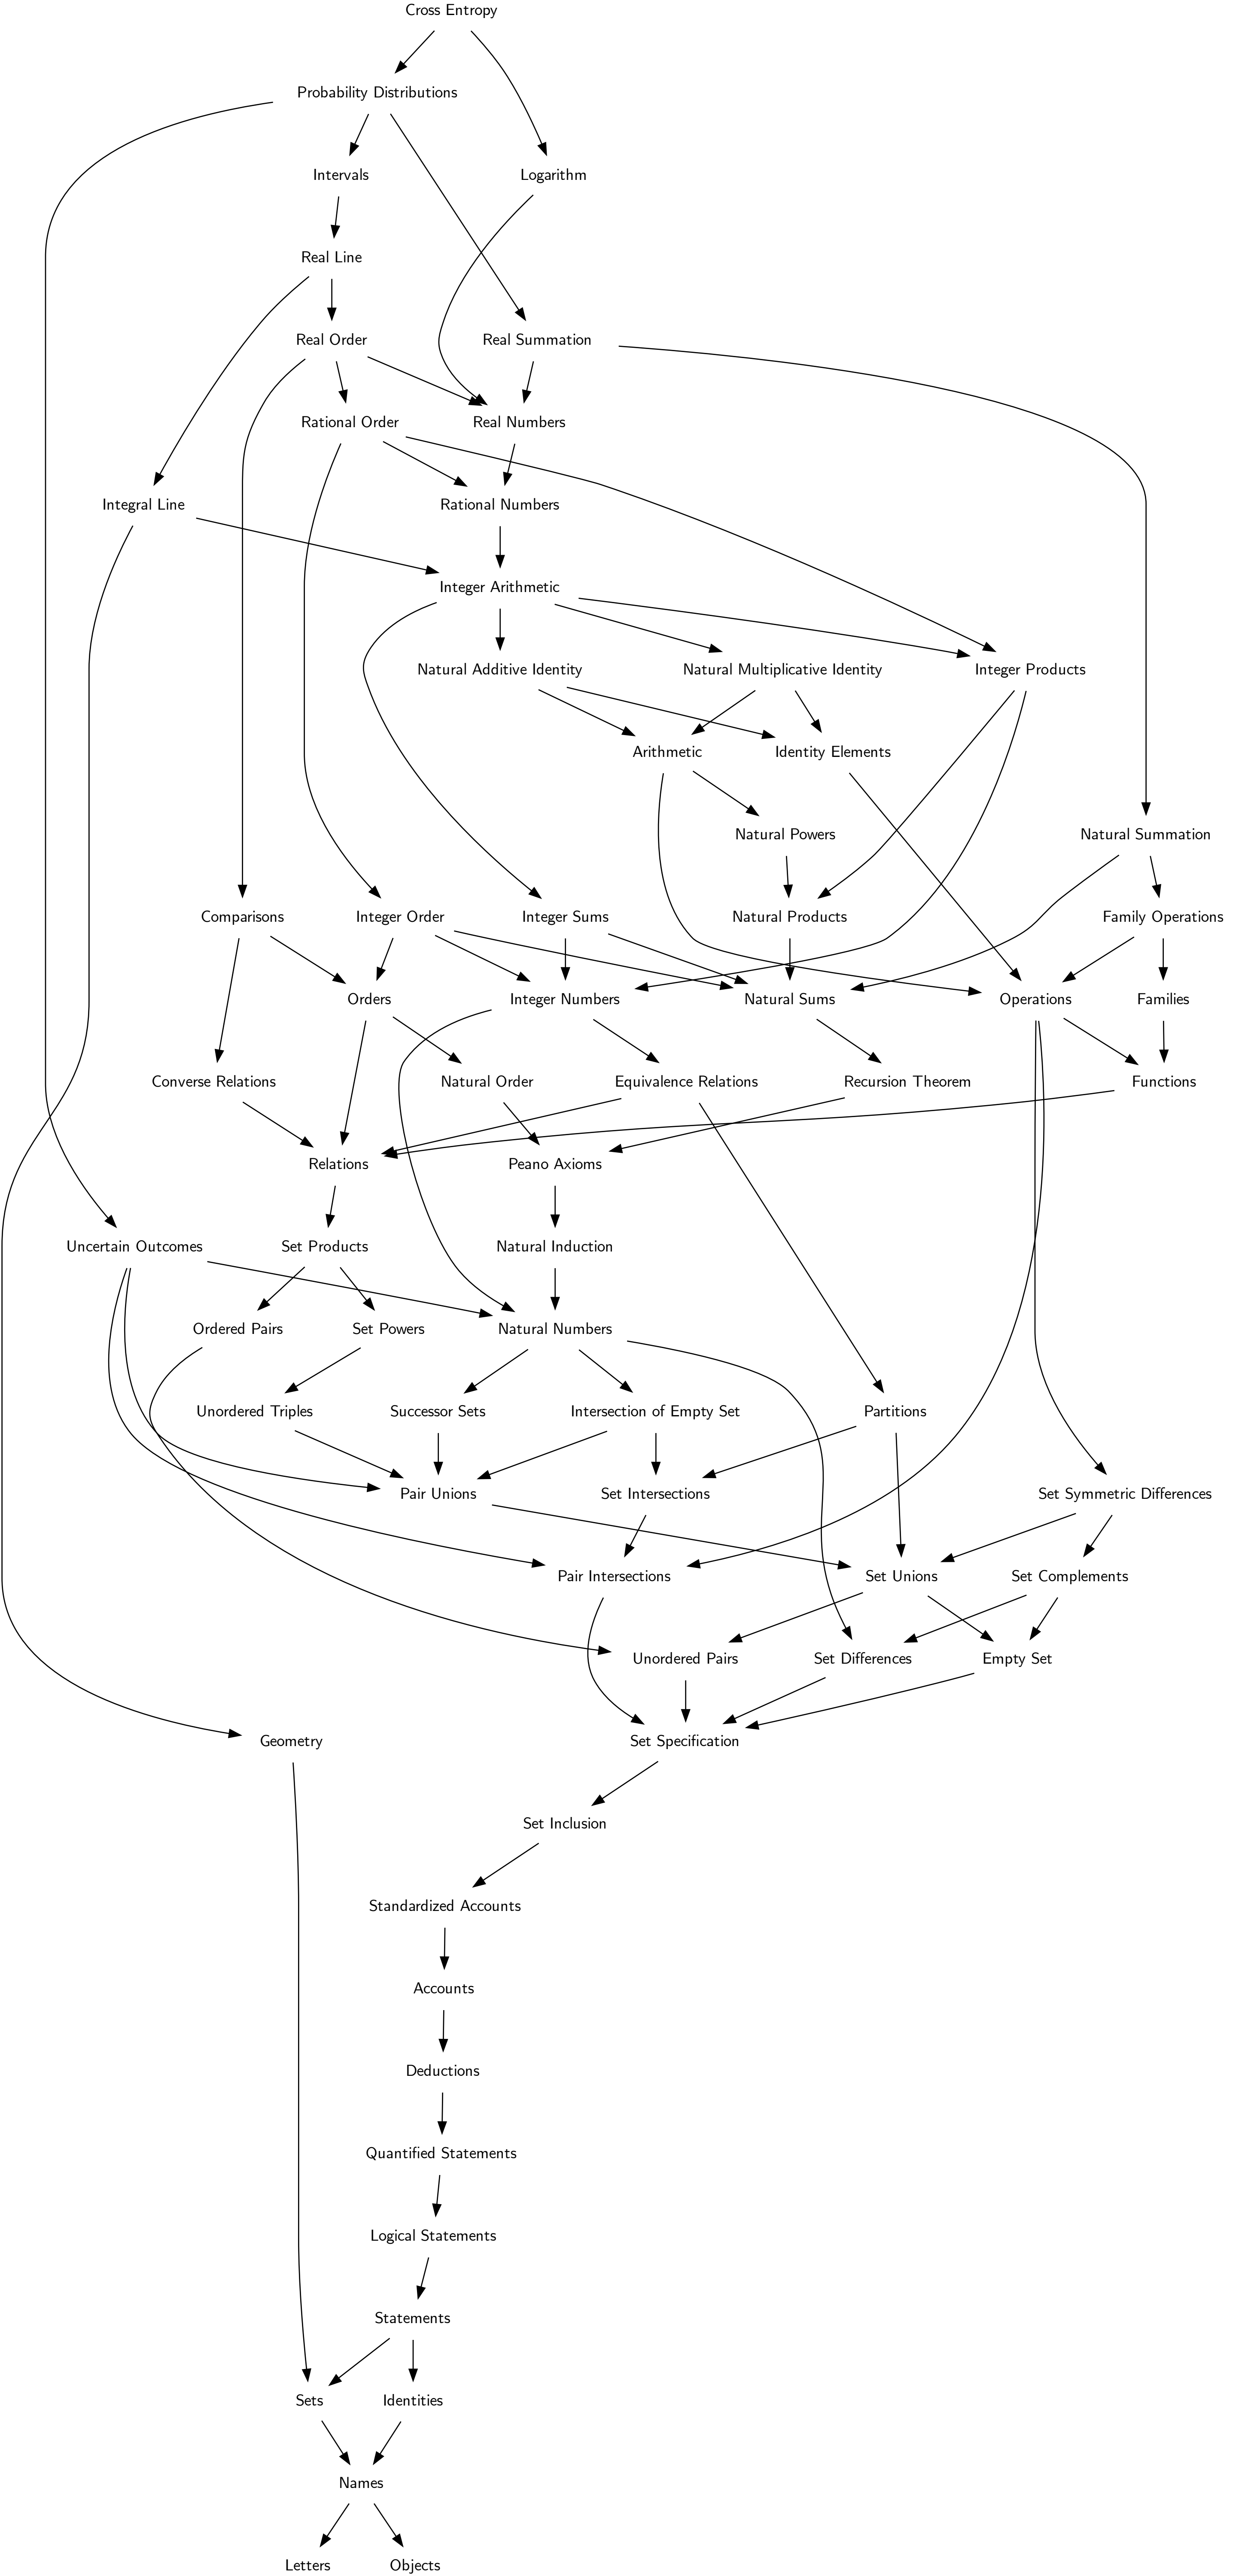 Cross Entropy
Probability Distributions
Intervals
Logarithm
Real Line
Real Order
Real Summation
Rational Order
Real Numbers
Integral Line
Rational Numbers
Integer Arithmetic
Natural Additive Identity
Natural Multiplicative Identity
Integer Products
Arithmetic
Identity Elements
Natural Powers
Natural Summation
Comparisons
Integer Order
Integer Sums
Natural Products
Family Operations
Orders
Integer Numbers
Natural Sums
Operations
Families
Converse Relations
Natural Order
Equivalence Relations
Recursion Theorem
Functions
Relations
Peano Axioms
Uncertain Outcomes
Set Products
Natural Induction
Ordered Pairs
Set Powers
Natural Numbers
Unordered Triples
Successor Sets
Intersection of Empty Set
Partitions
Pair Unions
Set Intersections
Set Symmetric Differences
Pair Intersections
Set Unions
Set Complements
Unordered Pairs
Set Differences
Empty Set
Geometry
Set Specification
Set Inclusion
Standardized Accounts
Accounts
Deductions
Quantified Statements
Logical Statements
Statements
Sets
Identities
Names
Letters
Objects